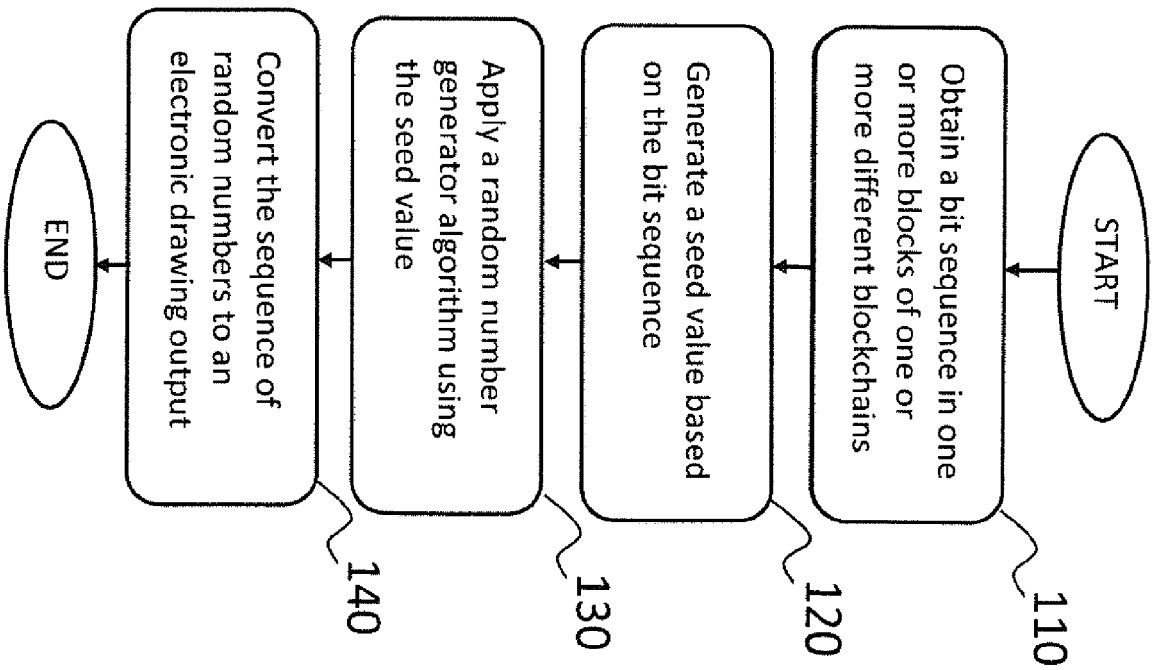 START
Obtain a bit sequence in one
or more blocks of one or
more different blockchains
110
Generate a seed value based
on the bit sequence
120
Apply a random number
generator algorithm using
the seed value
130
Convert the sequence of
random numbers to an
electronic drawing output
140
END